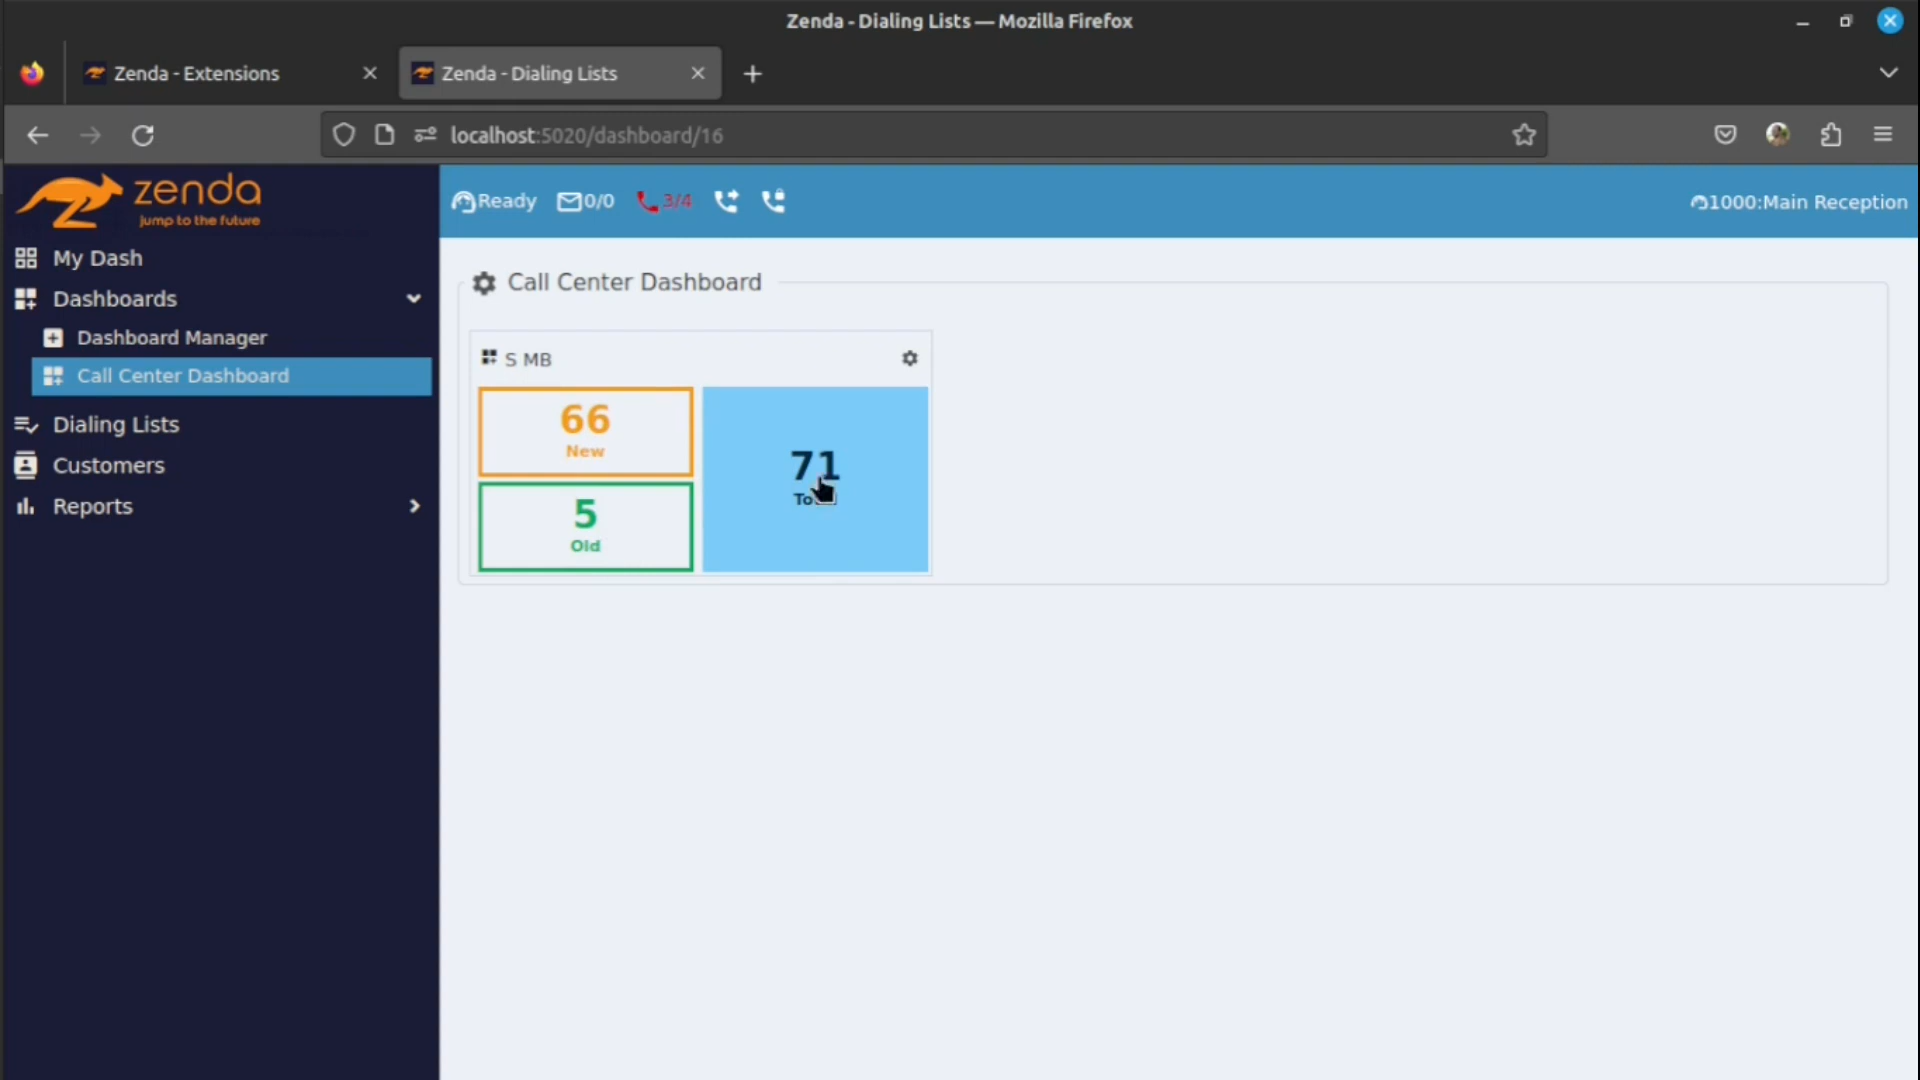 Zenda - Dialing Lists — Mozilla Firefox
Zenda - Extensions
Zenda - Dialing Lists
localhost:5020/dashboard/16
zenda
jump to the future
Ready
0/0
3/4
1000:Main Reception
My Dash
Dashboards
Dashboard Manager
Call Center Dashboard
Dialing Lists
Customers
Reports
Call Center Dashboard
S MB
66
New
5
Old
71